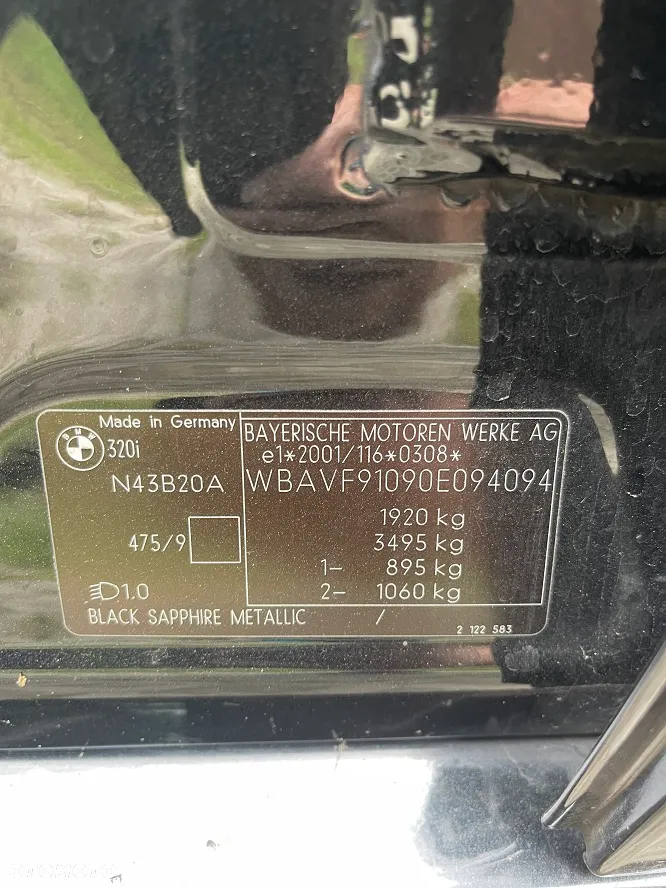 Made in Germany
BMW
320i
N43B20A
475/9
1.0
BLACK SAPPHIRE METALLIC /
BAYERISCHE MOTOREN WERKE AG
e1*2001/116*0308*
WBAVF91090E094094
1920 kg
3495 kg
1- 895 kg
2- 1060 kg
2 122 583